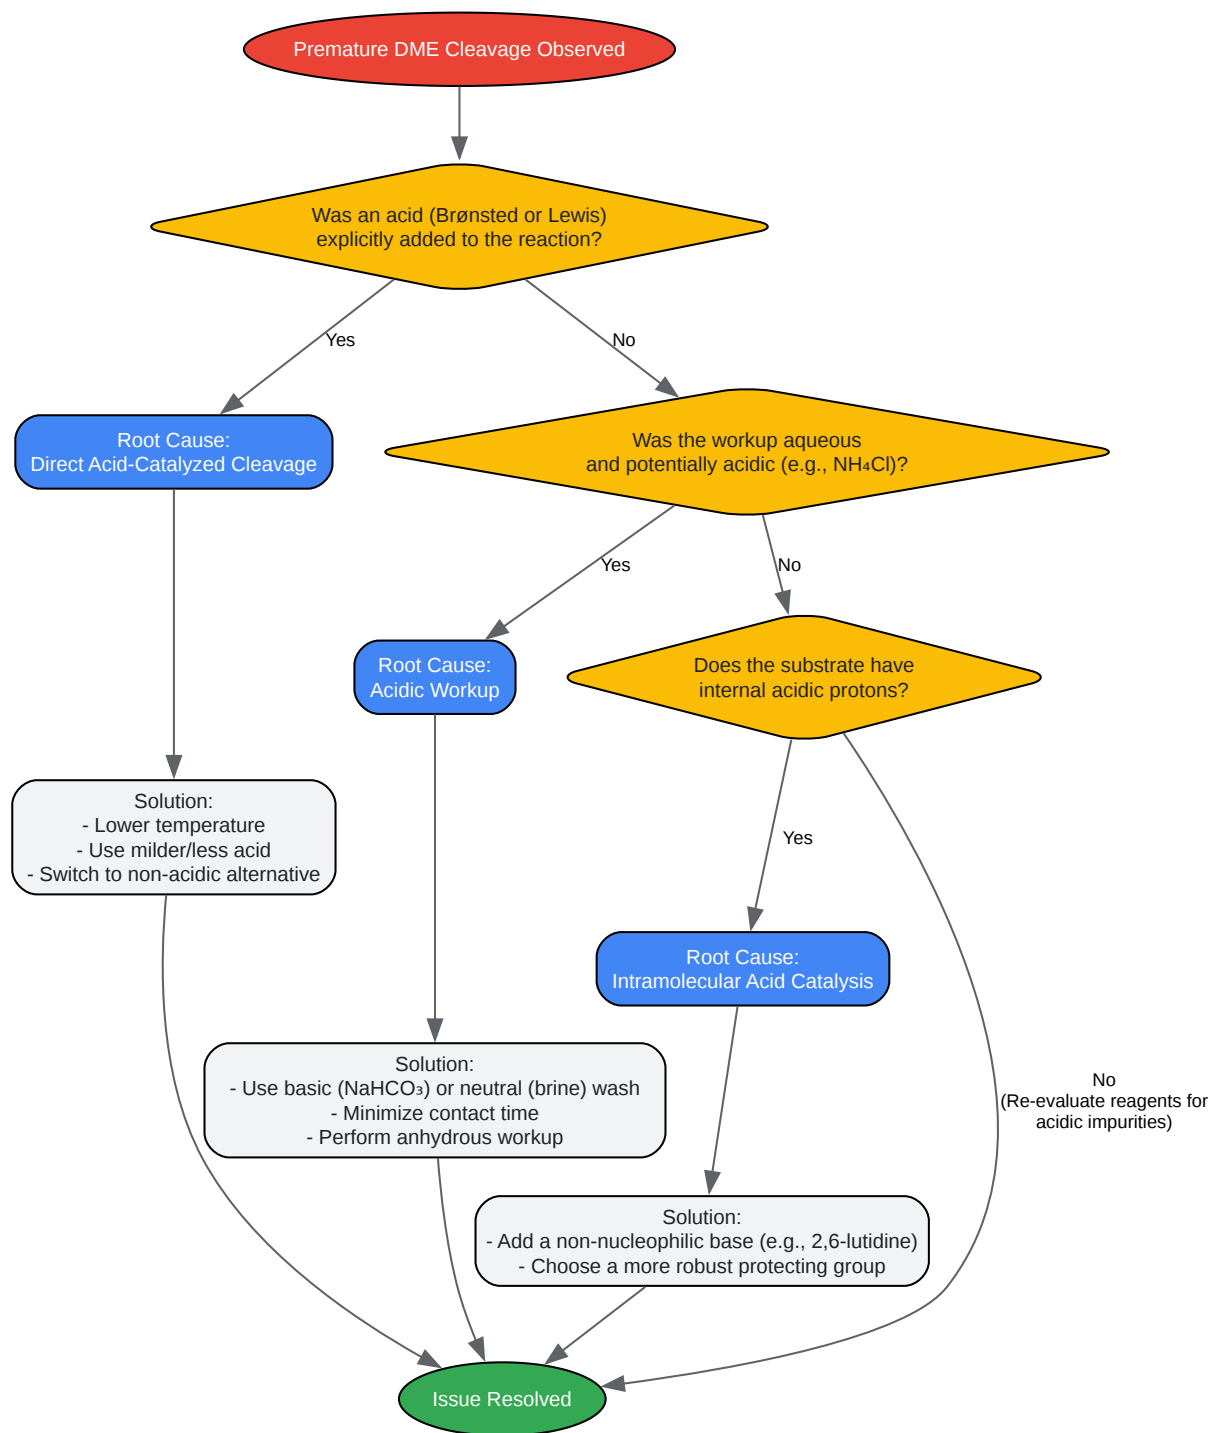 Premature DME Cleavage Observed
Was an acid (Brønsted or Lewis)
explicitly added to the reaction?
Yes
No
Root Cause:
Direct Acid-Catalyzed Cleavage
Was the workup aqueous
and potentially acidic (e.g., NH₄Cl)?
Yes
No
Root Cause:
Acidic Workup
Does the substrate have
internal acidic protons?
Solution:
- Lower temperature
- Use milder/less acid
- Switch to non-acidic alternative
Yes
Root Cause:
Intramolecular Acid Catalysis
Solution:
- Use basic (NaHCO₃) or neutral (brine) wash
- Minimize contact time
- Perform anhydrous workup
No
(Re-evaluate reagents for
acidic impurities)
Solution:
- Add a non-nucleophilic base (e.g., 2,6-lutidine)
- Choose a more robust protecting group
Issue Resolved